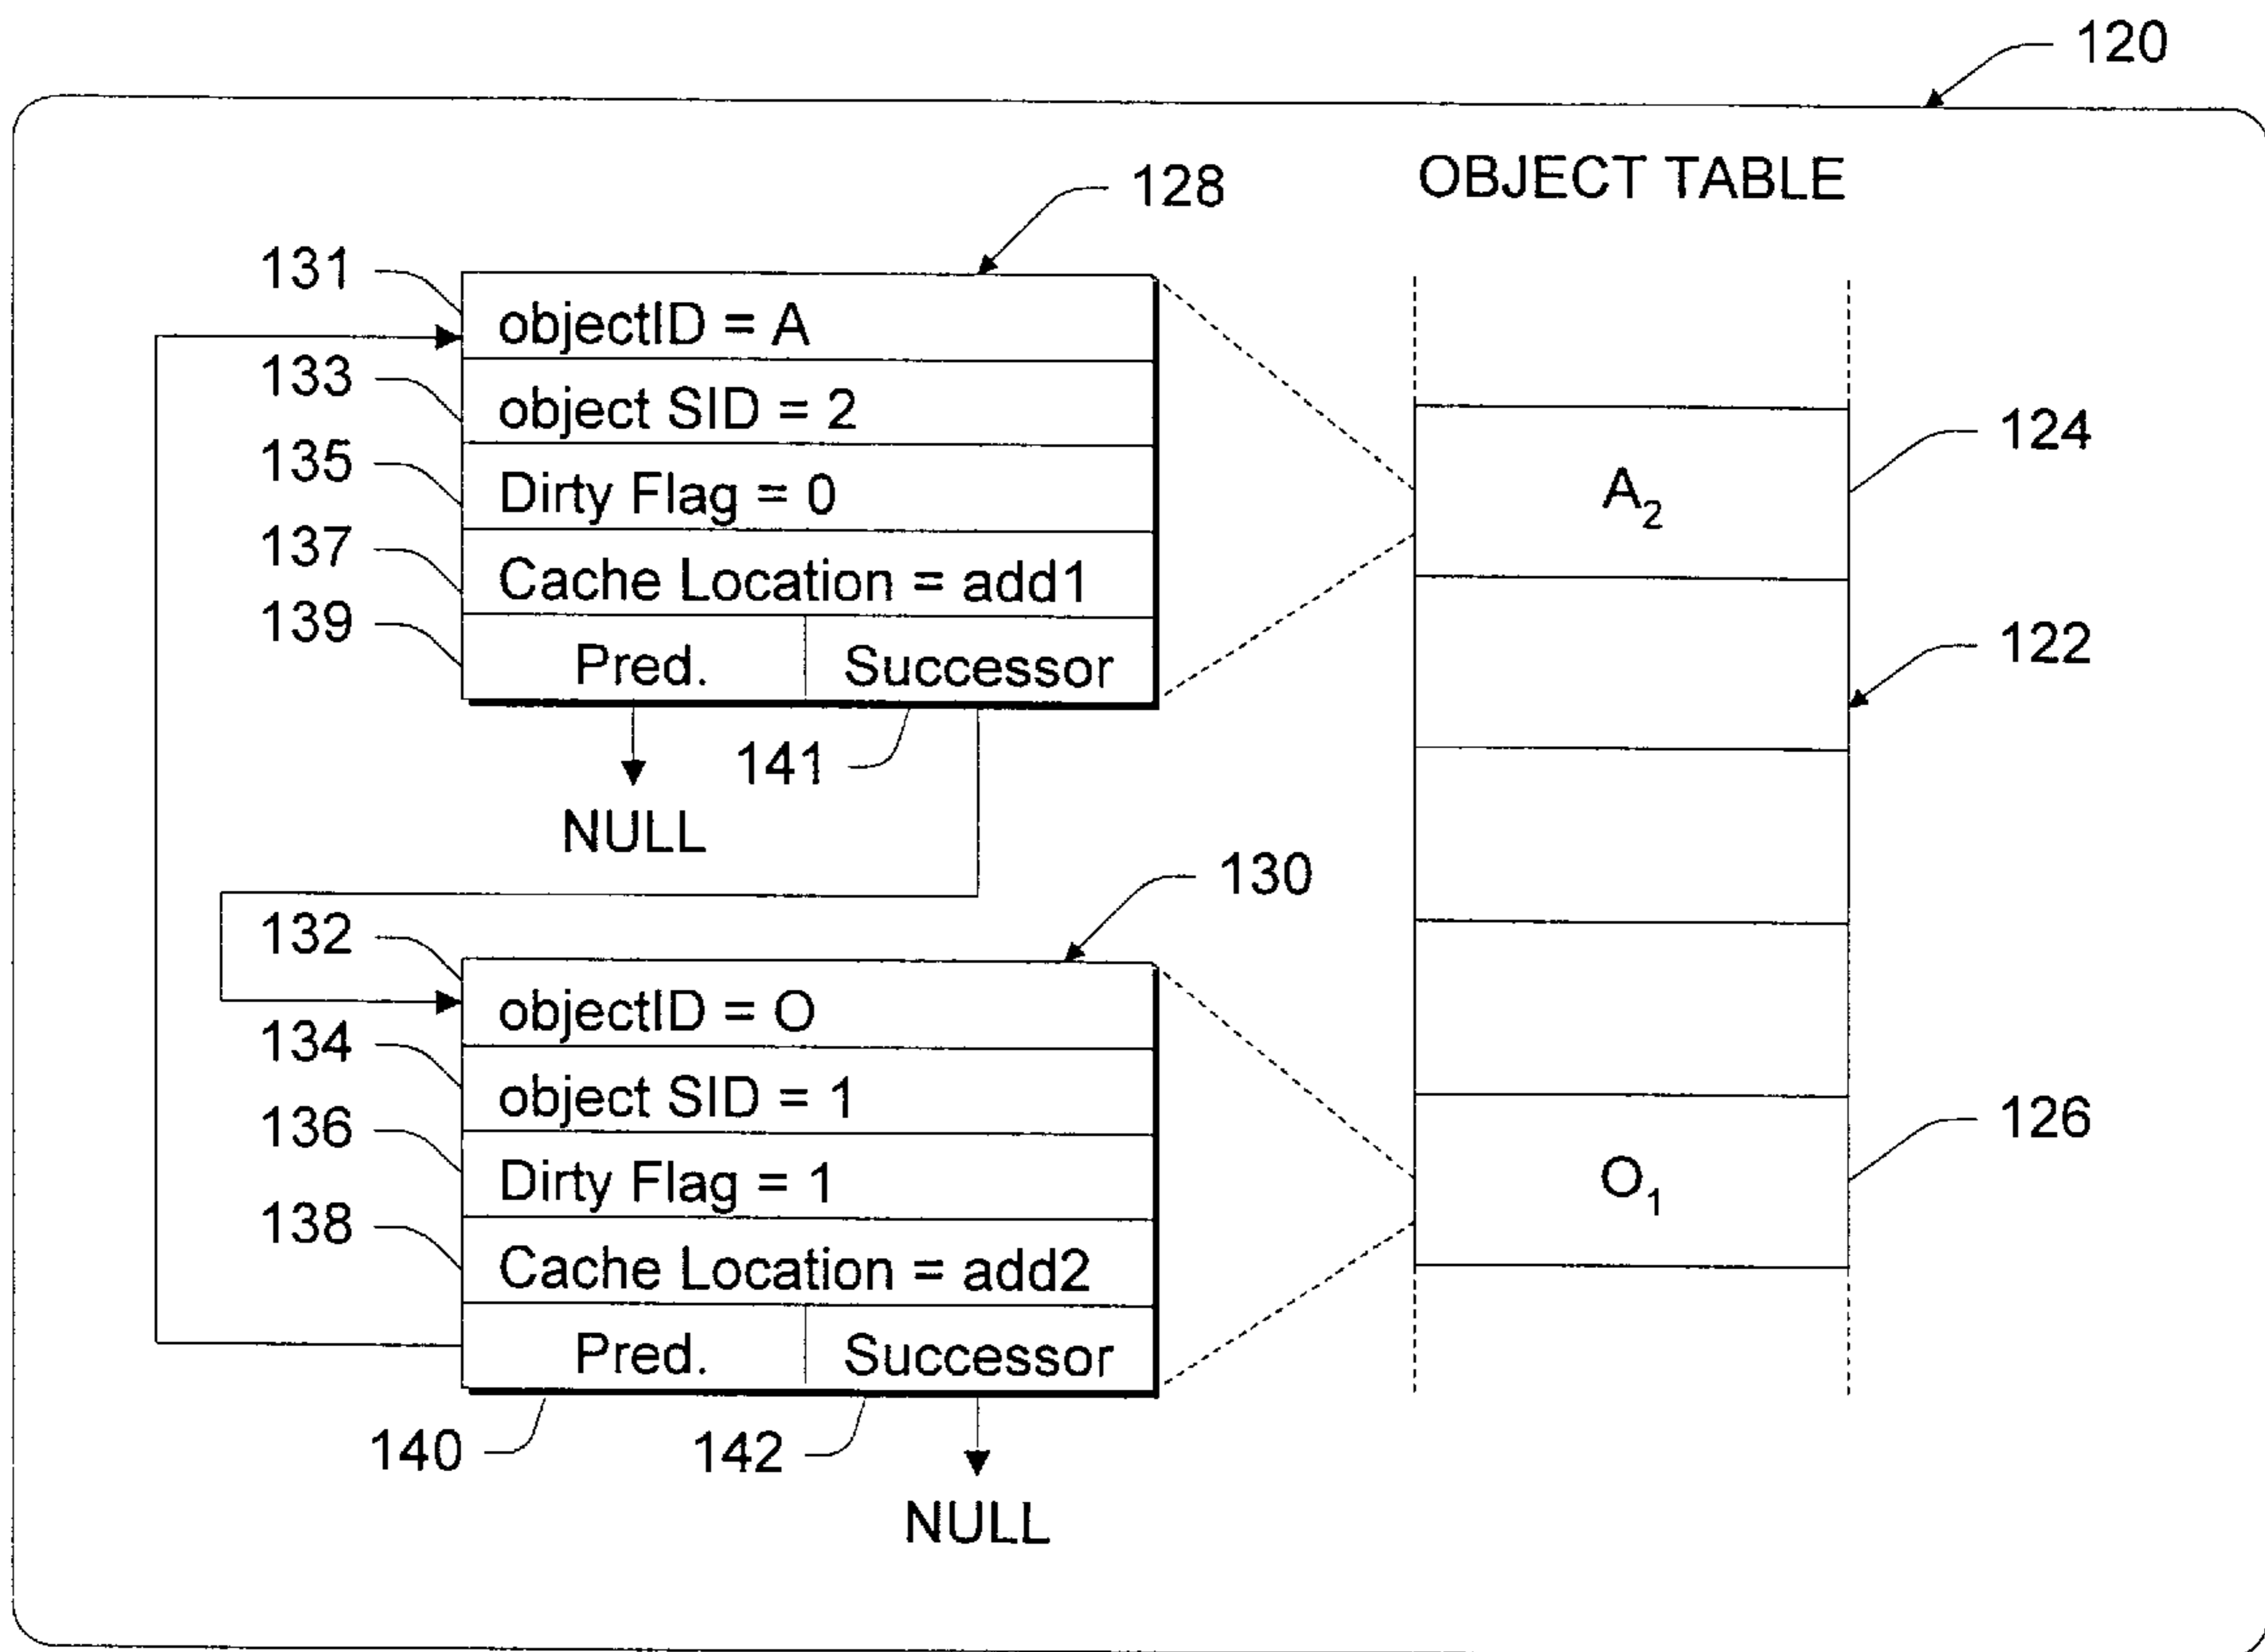 120
OBJECT TABLE
128
131
objectID = A
133
object SID = 2
135
Dirty Flag = 0
137
Cache Location = add1
139
Pred.
Successor
141
NULL
124
A₂
122
130
132
objectID = O
134
object SID = 1
136
Dirty Flag = 1
138
Cache Location = add2
Pred.
Successor
140
142
NULL
126
O₁